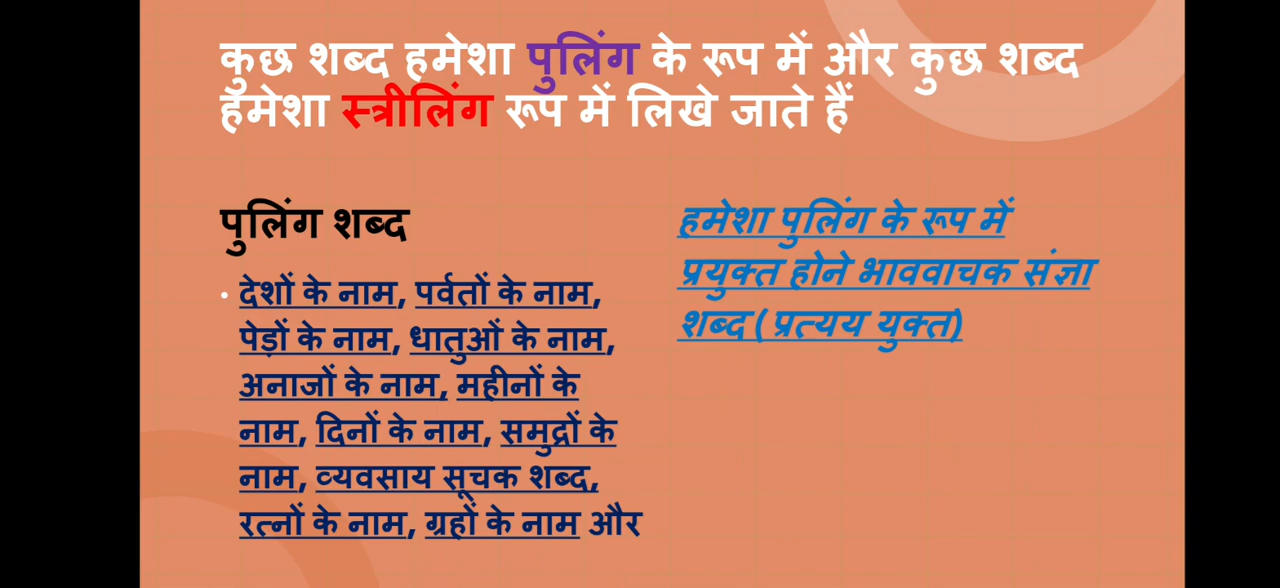 कुछ शब्द हमेशा पुलिंग के रूप में और कुछ शब्द
हमेशा स्त्रीलिंग रूप में लिखे जाते हैं
पुलिंग शब्द
• देशों के नाम, पर्वतों के नाम,
पेड़ों के नाम, धातुओं के नाम,
अनाजों के नाम, महीनों के
नाम, दिनों के नाम, समुद्रों के
नाम, व्यवसाय सूचक शब्द,
रत्नों के नाम, ग्रहों के नाम और
हमेशा पुलिंग के रूप में
प्रयुक्त होने भाववाचक संज्ञा
शब्द ( प्रत्यय युक्त)